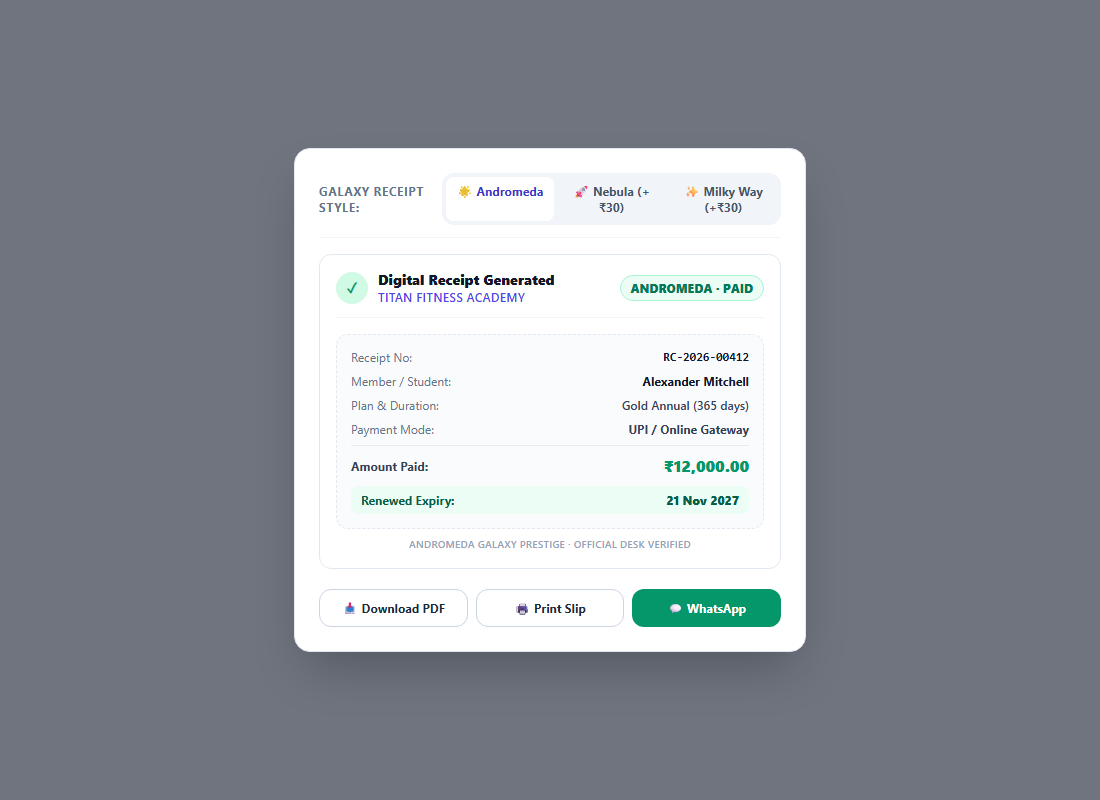 GALAXY RECEIPT
STYLE:
Andromeda
Nebula (+
₹30)
Milky Way
(+₹30)
✓
Digital Receipt Generated
TITAN FITNESS ACADEMY
ANDROMEDA · PAID
Receipt No: RC-2026-00412
Member / Student: Alexander Mitchell
Plan & Duration: Gold Annual (365 days)
Payment Mode: UPI / Online Gateway
Amount Paid: ₹12,000.00
Renewed Expiry: 21 Nov 2027
ANDROMEDA GALAXY PRESTIGE · OFFICIAL DESK VERIFIED
Download PDF
Print Slip
WhatsApp